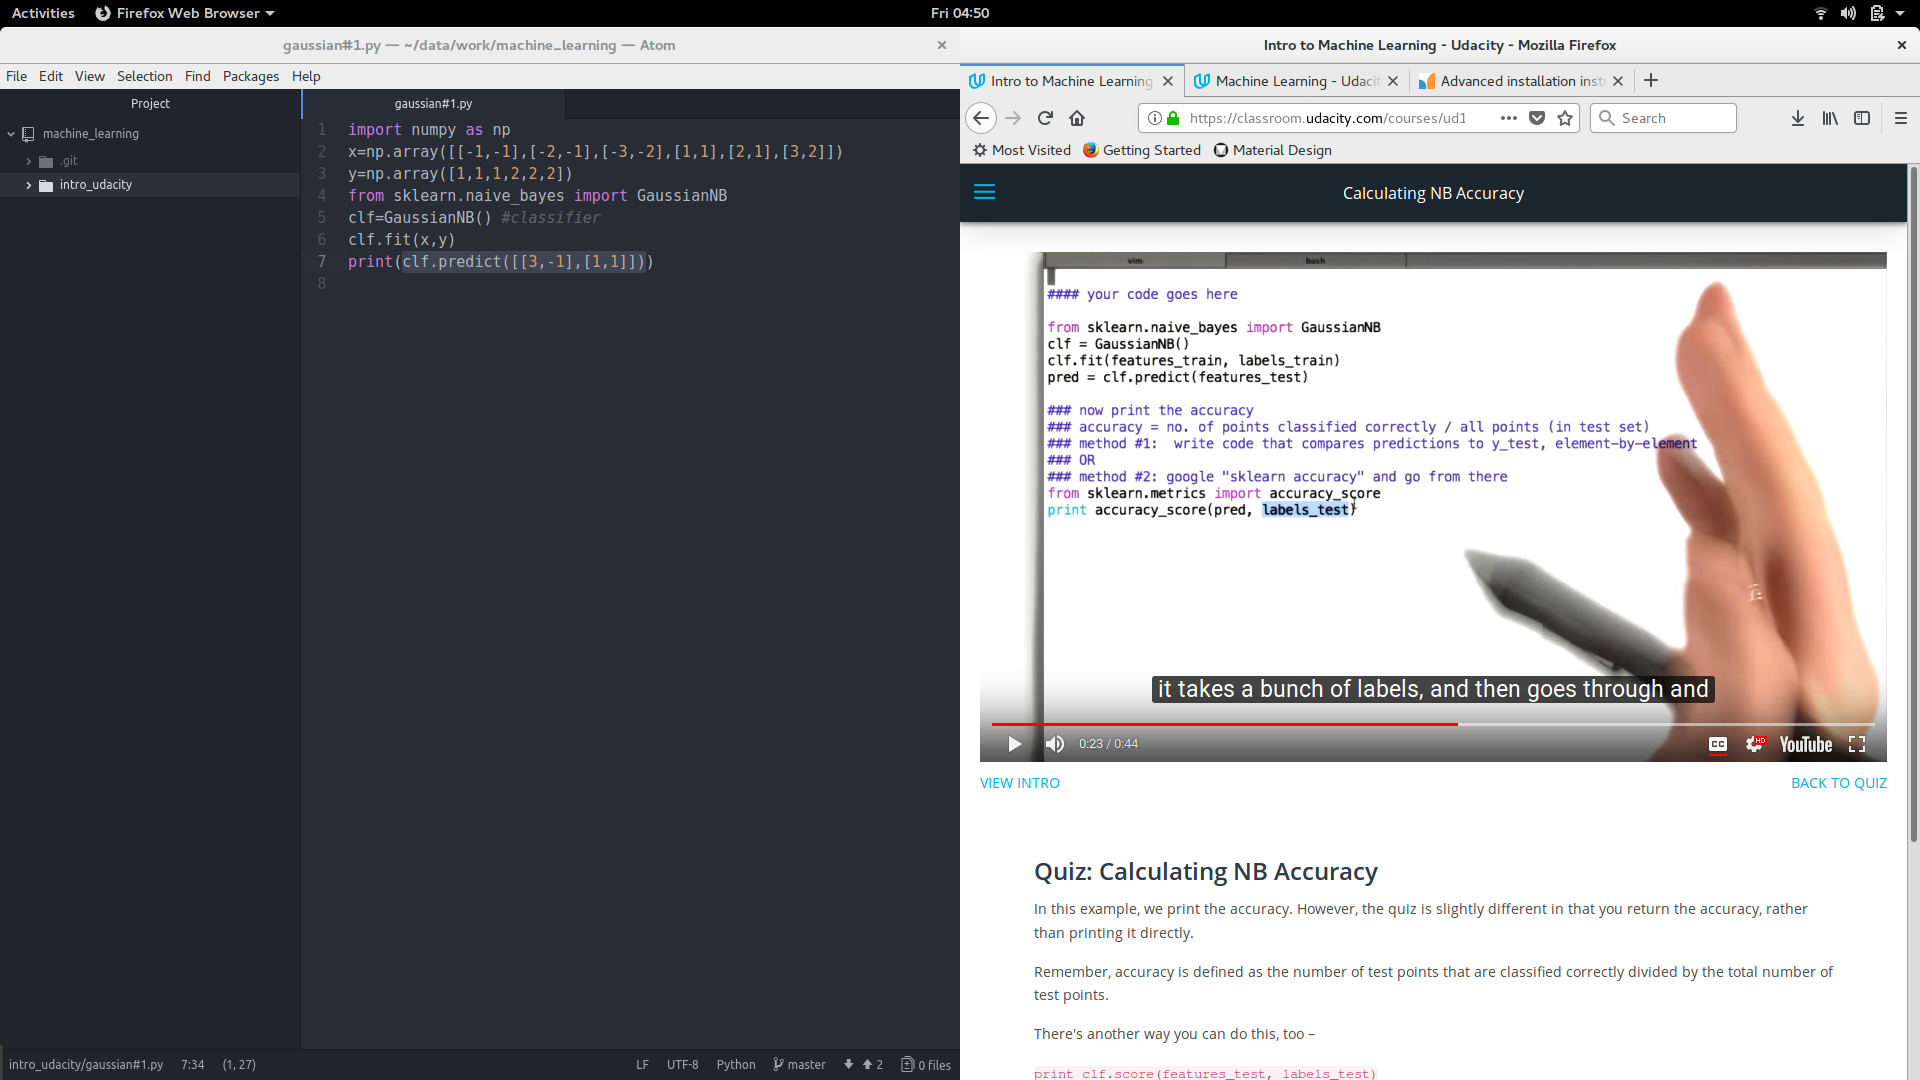 Activities
Firefox Web Browser
Fri 04:50
gaussian#1.py — ~/data/work/machine_learning — Atom
File Edit View Selection Find Packages Help
Project
machine_learning
.git
intro_udacity
gaussian#1.py
1 import numpy as np
2 x=np.array([[-1,-1],[-2,-1],[-3,-2],[1,1],[2,1],[3,2]])
3 y=np.array([1,1,1,2,2,2])
4 from sklearn.naive_bayes import GaussianNB
5 clf=GaussianNB() #classifier
6 clf.fit(x,y)
7 print(clf.predict([[3,-1],[1,1]]))
8
intro_udacity/gaussian#1.py 7:34 (1, 27)
LF UTF-8 Python master 2 0 files
Intro to Machine Learning - Udacity - Mozilla Firefox
Intro to Machine Learning
Machine Learning - Udaci
Advanced installation inst
https://classroom.udacity.com/courses/ud1
Search
Most Visited Getting Started Material Design
Calculating NB Accuracy
vim bash
#### your code goes here
from sklearn.naive_bayes import GaussianNB
clf = GaussianNB()
clf.fit(features_train, labels_train)
pred = clf.predict(features_test)
### now print the accuracy
### accuracy = no. of points classified correctly / all points (in test set)
### method #1: write code that compares predictions to y_test, element-by-element
### OR
### method #2: google "sklearn accuracy" and go from there
from sklearn.metrics import accuracy_score
print accuracy_score(pred, labels_test)
it takes a bunch of labels, and then goes through and
0:23 / 0:44
CC
HD
YouTube
VIEW INTRO
BACK TO QUIZ
Quiz: Calculating NB Accuracy
In this example, we print the accuracy. However, the quiz is slightly different in that you return the accuracy, rather
than printing it directly.
Remember, accuracy is defined as the number of test points that are classified correctly divided by the total number of
test points.
There's another way you can do this, too –
print clf.score(features_test, labels_test)